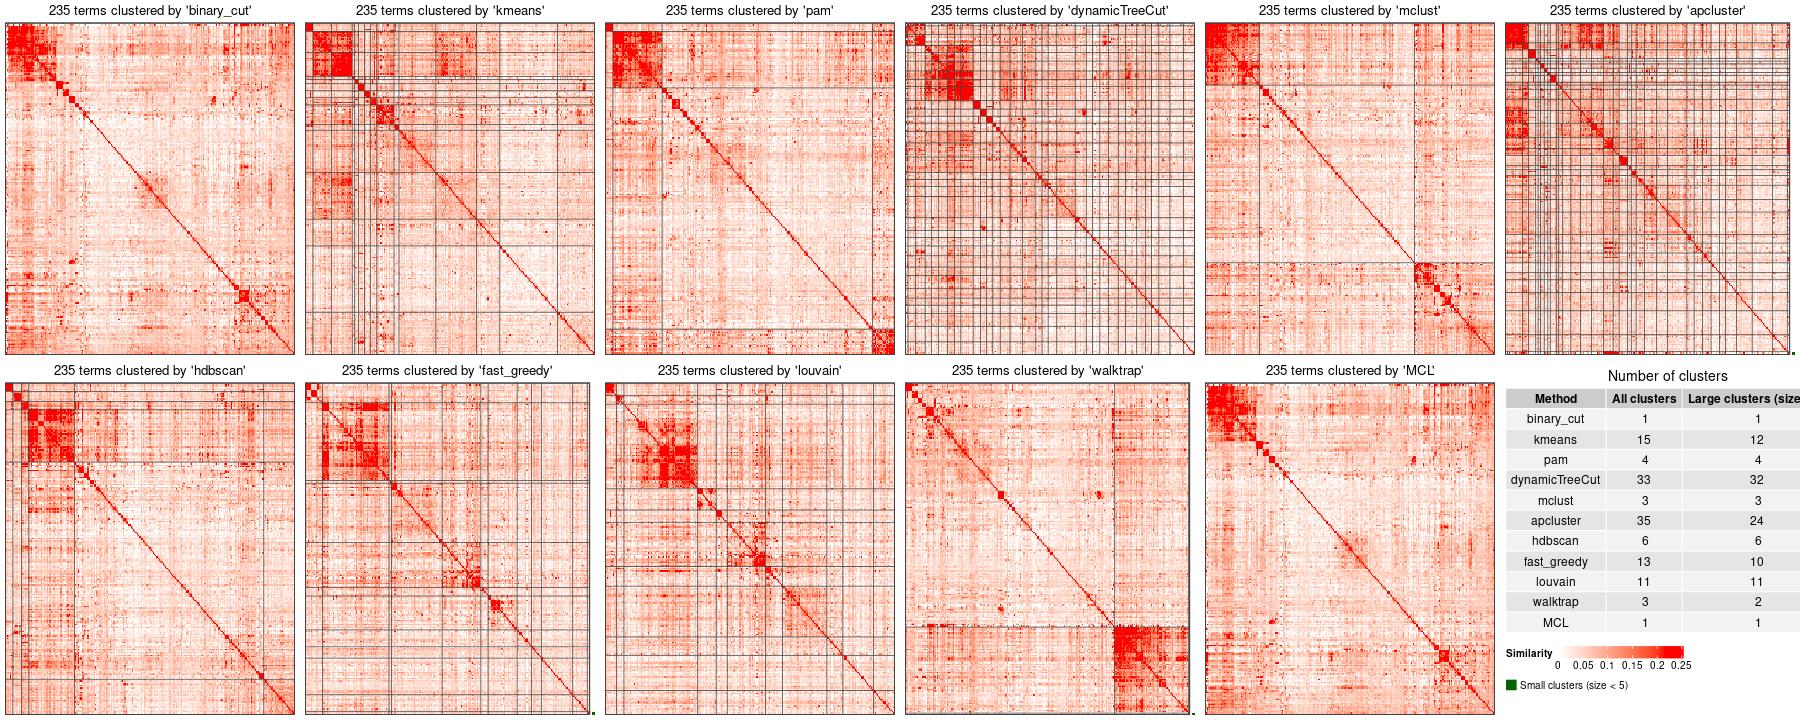 235 terms clustered by 'binary_cut'
235 terms clustered by 'kmeans'
235 terms clustered by 'pam'
235 terms clustered by 'dynamicTreeCut'
235 terms clustered by 'mclust'
235 terms clustered by 'apcluster'
235 terms clustered by 'hdbscan'
235 terms clustered by 'fast_greedy'
235 terms clustered by 'louvain'
235 terms clustered by 'walktrap'
235 terms clustered by 'MCL'
Number of clusters
Method All clusters Large clusters (size
binary_cut 1 1
kmeans 15 12
pam 4 4
dynamicTreeCut 33 32
mclust 3 3
apcluster 35 24
hdbscan 6 6
fast_greedy 13 10
louvain 11 11
walktrap 3 2
MCL 1 1
Similarity
0 0.05 0.1 0.15 0.2 0.25
Small clusters (size < 5)